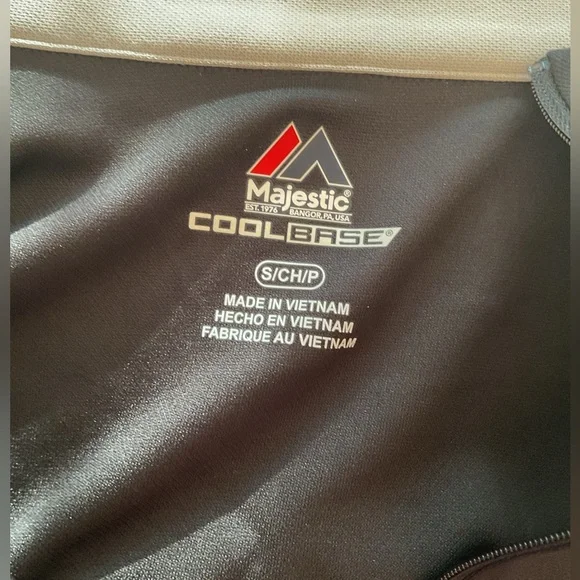 Majestic®
EST. 1976 BANGOR, PA, USA
COOLBASE®
S/CH/P
MADE IN VIETNAM
HECHO EN VIETNAM
FABRIQUE AU VIETNAM